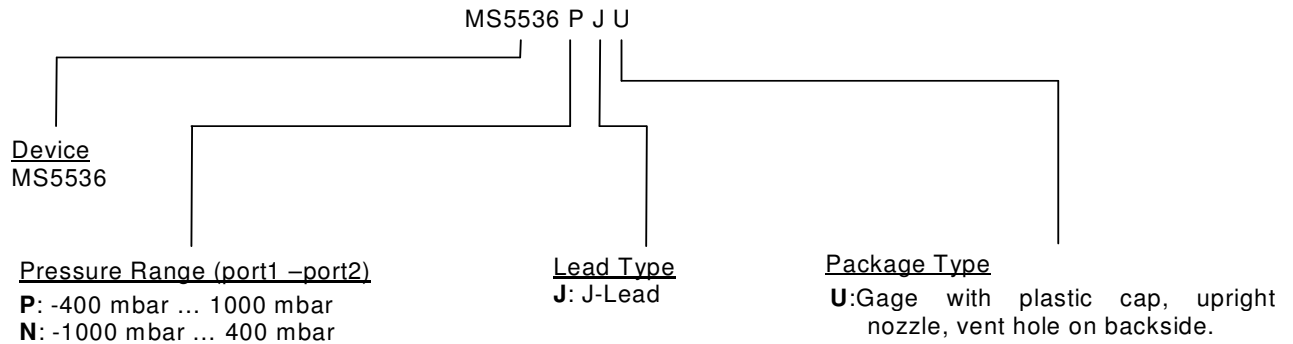 MS5536 P J U
Device
MS5536
Pressure Range (port1 –port2)
P: -400 mbar ... 1000 mbar
N: -1000 mbar ... 400 mbar
Lead Type
J: J-Lead
Package Type
U:Gage with plastic cap, upright
nozzle, vent hole on backside.